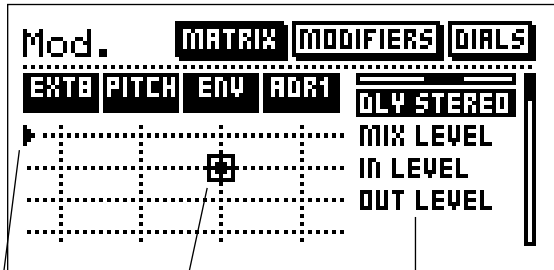 Mod. MATRIX MODIFIERS DIALS
EXT8 PITCH ENV ADR1
DLY STEREO
MIX LEVEL
IN LEVEL
OUT LEVEL